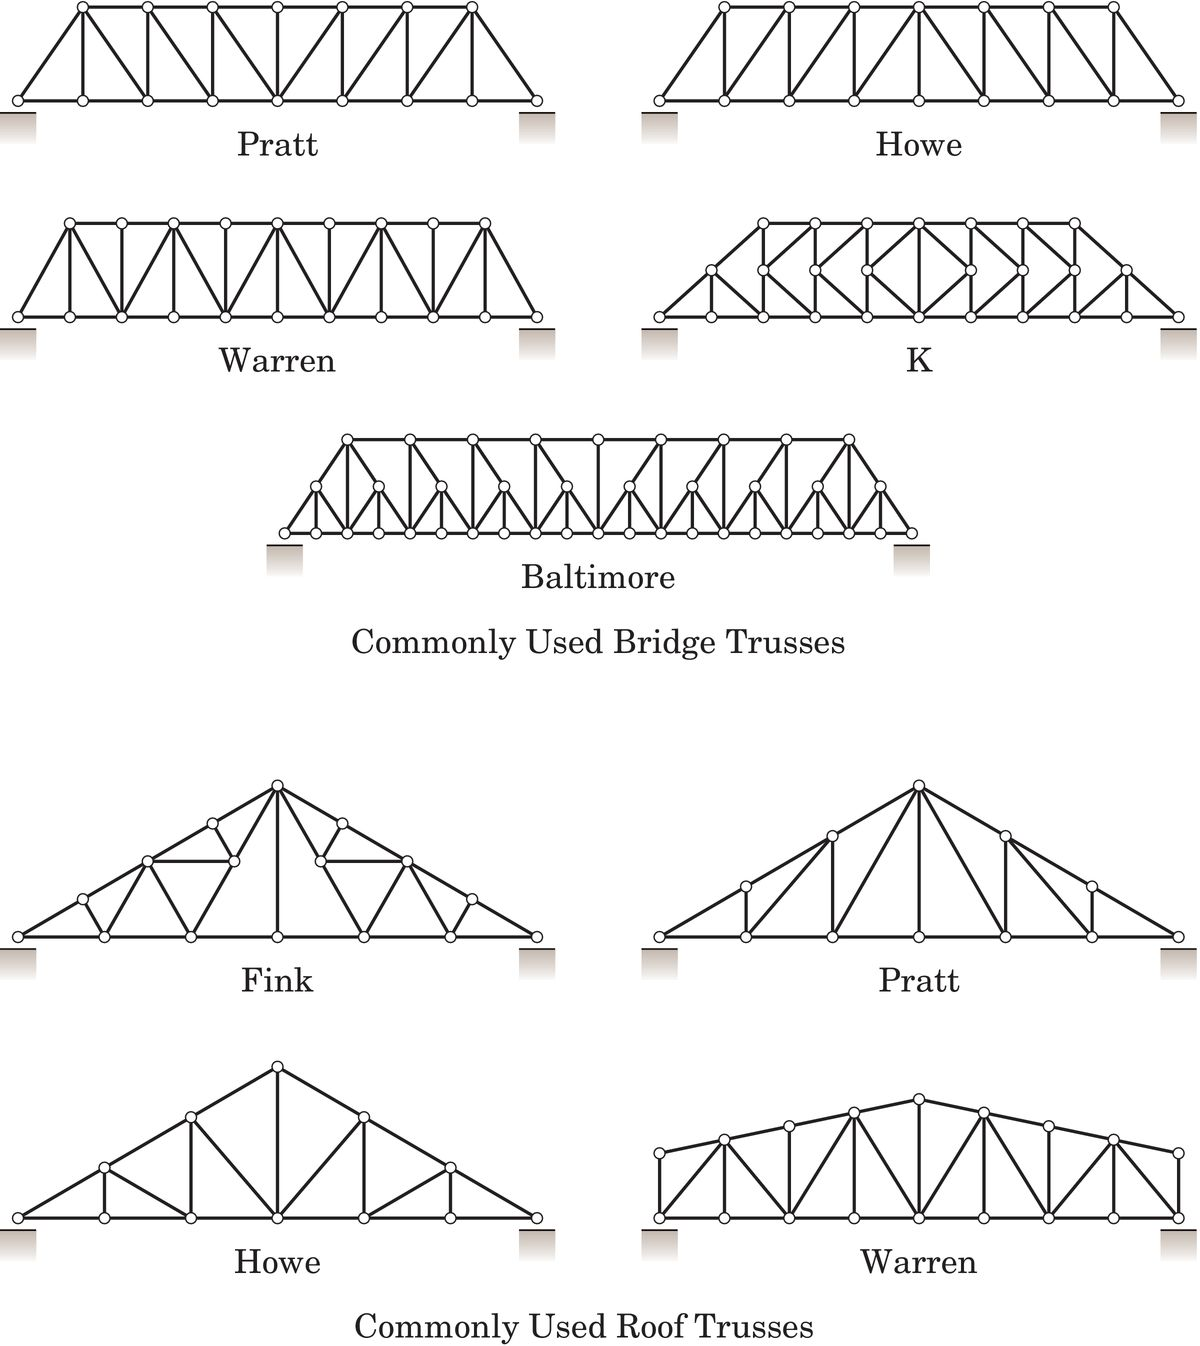 Pratt
Howe
Warren
K
Baltimore
Commonly Used Bridge Trusses
Fink
Pratt
Howe
Warren
Commonly Used Roof Trusses